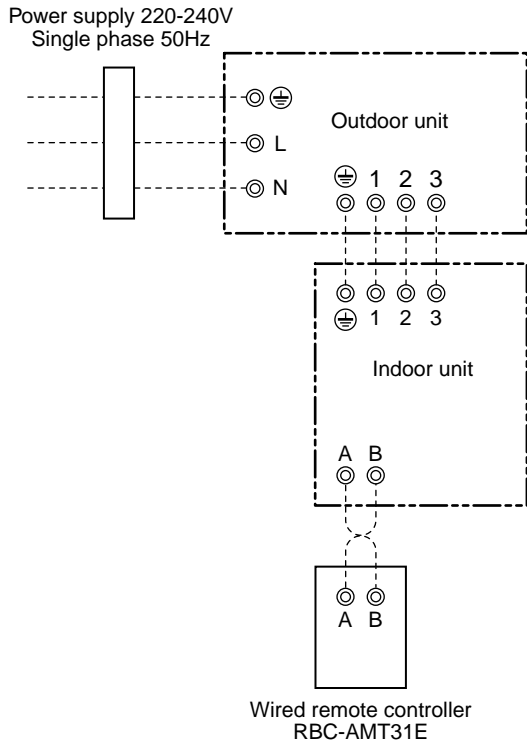 Power supply 220-240V
Single phase 50Hz
Outdoor unit
L
N
1 2 3
1 2 3
Indoor unit
A B
A B
Wired remote controller
RBC-AMT31E